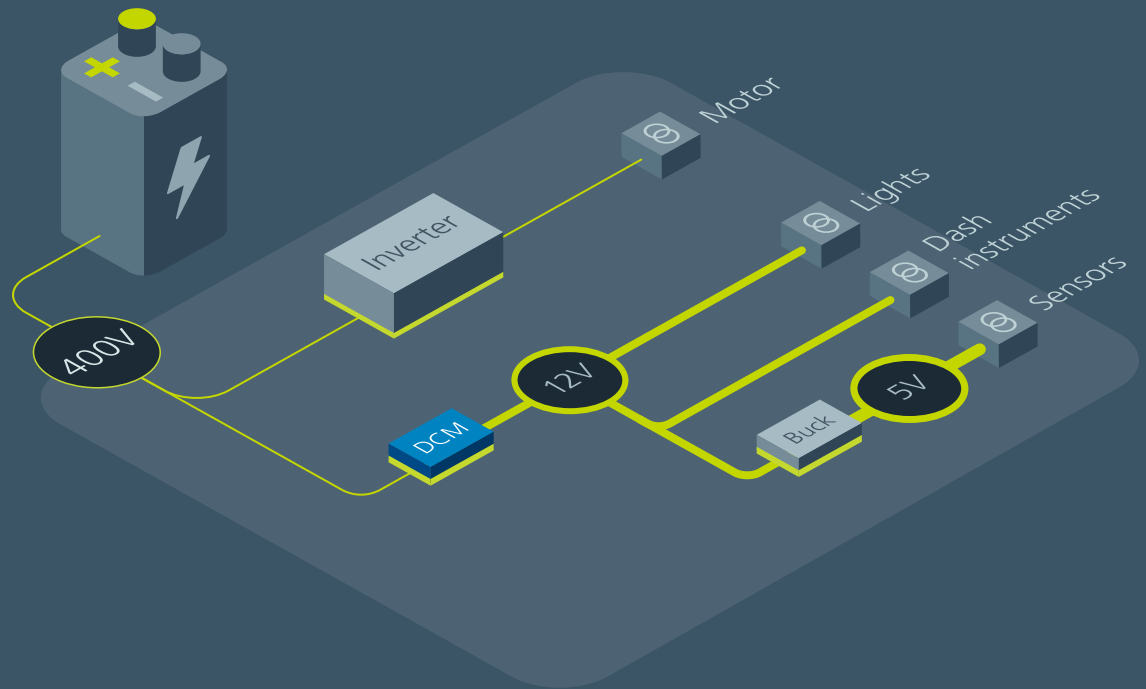 Motor
Inverter
Lights
Dash
instruments
Sensors
400V
12V
5V
DCM
Buck